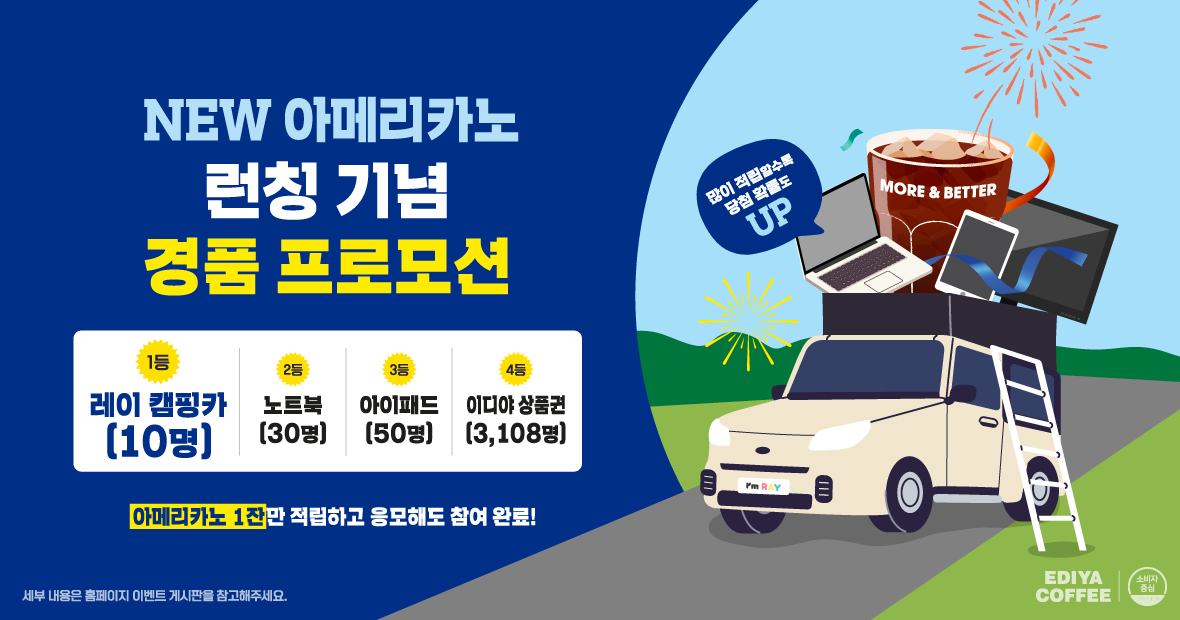 NEW 아메리카노
런칭 기념
경품 프로모션
1등
레이 캠핑카
(10명)
2등
노트북
(30명)
3등
아이패드
(50명)
4등
이디야 상품권
(3,108명)
아메리카노 1잔만 적립하고 응모해도 참여 완료!
세부 내용은 홈페이지 이벤트 게시판을 참고해주세요.
많이 적립할수록
당첨 확률도
UP
MORE & BETTER
I'm RAY
EDIYA
COFFEE
소비자
중심